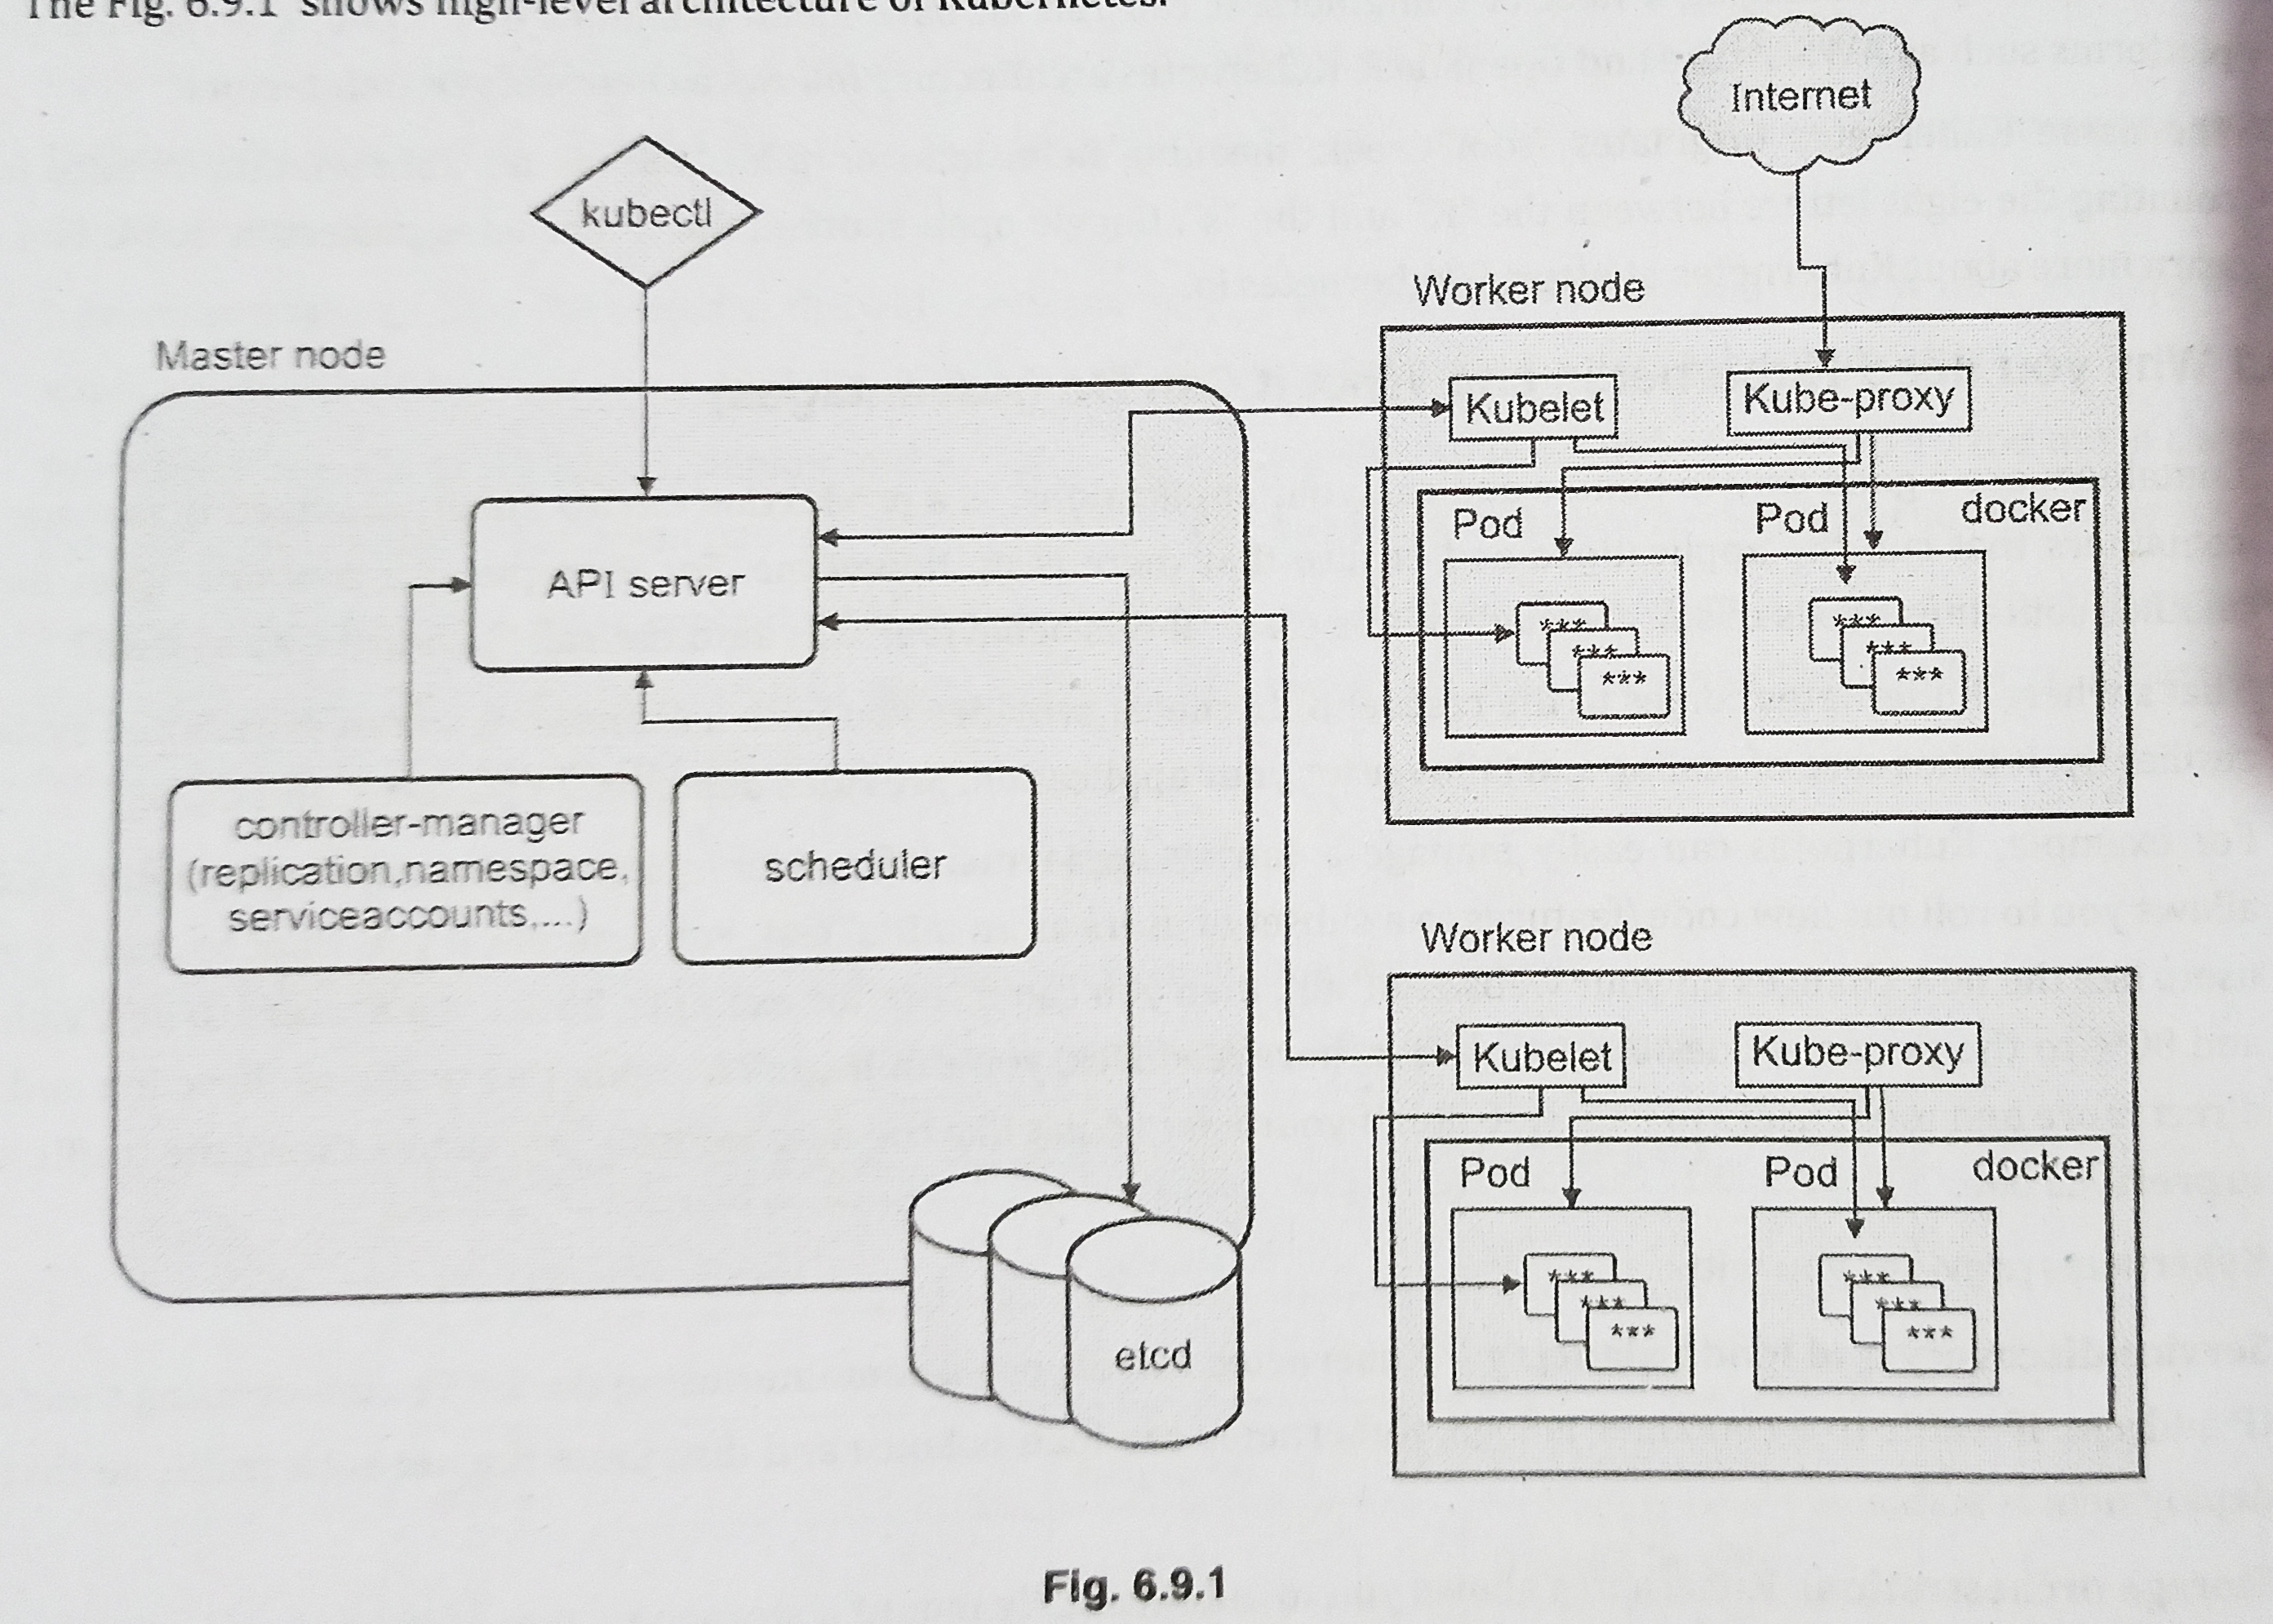 The Fig. 6.9.1 shows high-level architecture of Kubernetes.
Internet
kubectl
Worker node
Master node
Kubelet
Kube-proxy
Pod
Pod
docker
API server
***
***
***
***
***
***
controller-manager
(replication,namespace,
serviceaccounts,...)
scheduler
Worker node
Kubelet
Kube-proxy
Pod
Pod
docker
***
***
***
***
***
***
etcd
Fig. 6.9.1